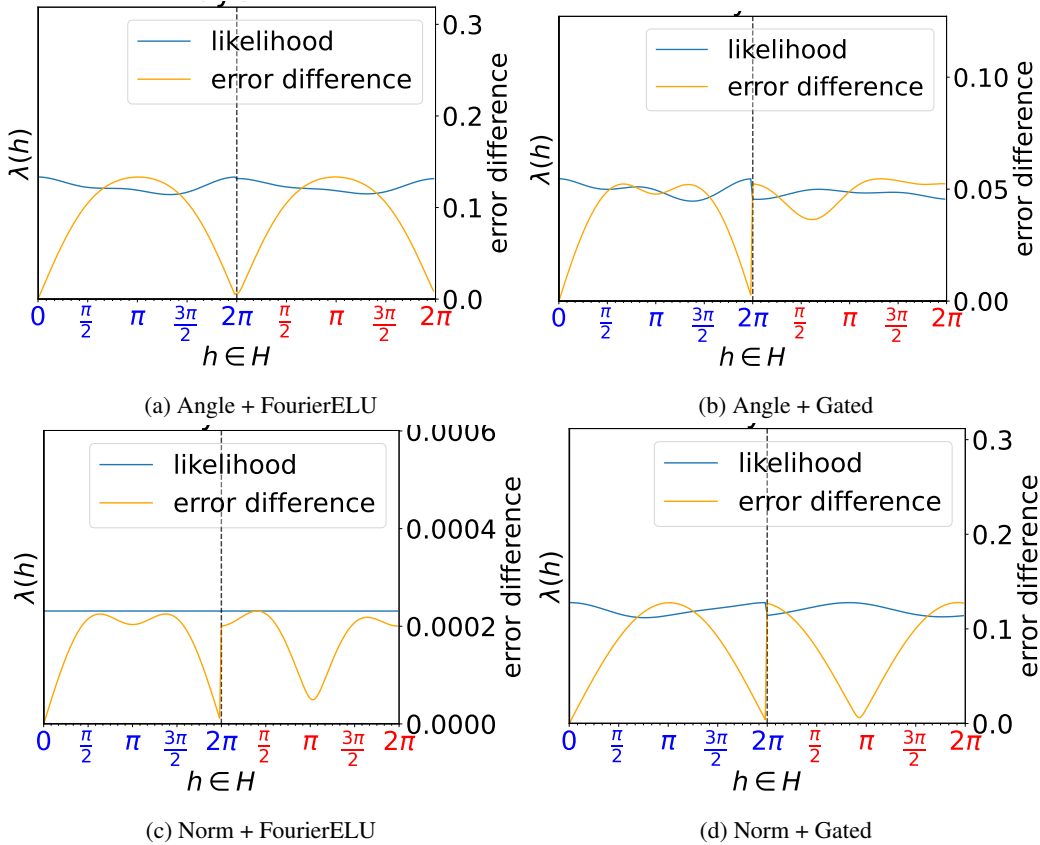 likelihood
error difference
λ(h)
error difference
0.3
0.2
0.1
0.0
0 π/2 π 3π/2 2π π/2 π 3π/2 2π
h ∈ H
(a) Angle + FourierELU
likelihood
error difference
λ(h)
error difference
0.10
0.05
0.00
0 π/2 π 3π/2 2π π/2 π 3π/2 2π
h ∈ H
(b) Angle + Gated
likelihood
error difference
λ(h)
error difference
0.0006
0.0004
0.0002
0.0000
0 π/2 π 3π/2 2π π/2 π 3π/2 2π
h ∈ H
(c) Norm + FourierELU
likelihood
error difference
λ(h)
error difference
0.3
0.2
0.1
0.0
0 π/2 π 3π/2 2π π/2 π 3π/2 2π
h ∈ H
(d) Norm + Gated